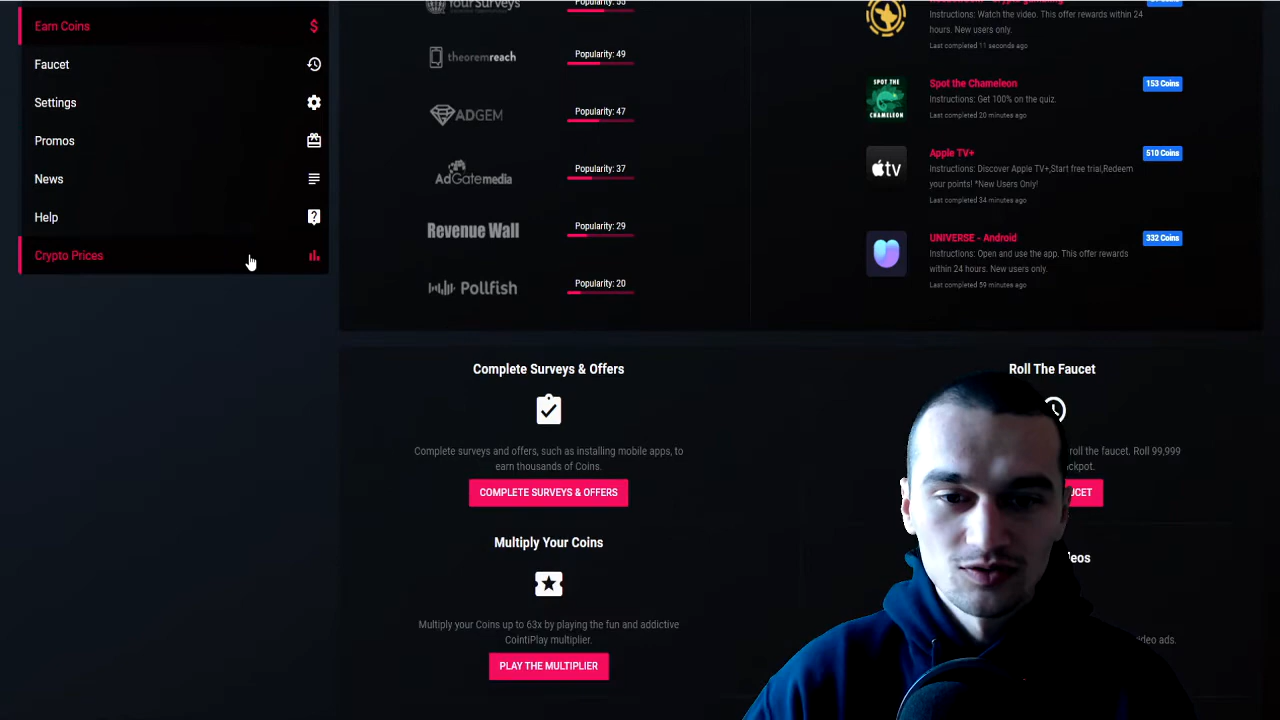 Earn Coins
Faucet
Settings
Promos
News
Help
Crypto Prices
YourSurveys
Popularity: 53
theoremreach
Popularity: 49
ADGEM
Popularity: 47
AdGatemedia
Popularity: 37
Revenue Wall
Popularity: 29
Pollfish
Popularity: 20
Instructions: Watch the video. This offer rewards within 24
hours. New users only.
Last completed 11 seconds ago
SPOT THE
CHAMELEON
Spot the Chameleon
153 Coins
Instructions: Get 100% on the quiz.
Last completed 20 minutes ago
tv
Apple TV+
510 Coins
Instructions: Discover Apple TV+,Start free trial,Redeem
your points! *New Users Only!
Last completed 34 minutes ago
UNIVERSE - Android
332 Coins
Instructions: Open and use the app. This offer rewards
within 24 hours. New users only.
Last completed 59 minutes ago
Complete Surveys & Offers
Complete surveys and offers, such as installing mobile apps, to
earn thousands of Coins.
COMPLETE SURVEYS & OFFERS
Roll The Faucet
roll the faucet. Roll 99,999
ckpot.
UCET
Multiply Your Coins
Multiply your Coins up to 63x by playing the fun and addictive
CointiPlay multiplier.
PLAY THE MULTIPLIER
eos
video ads.